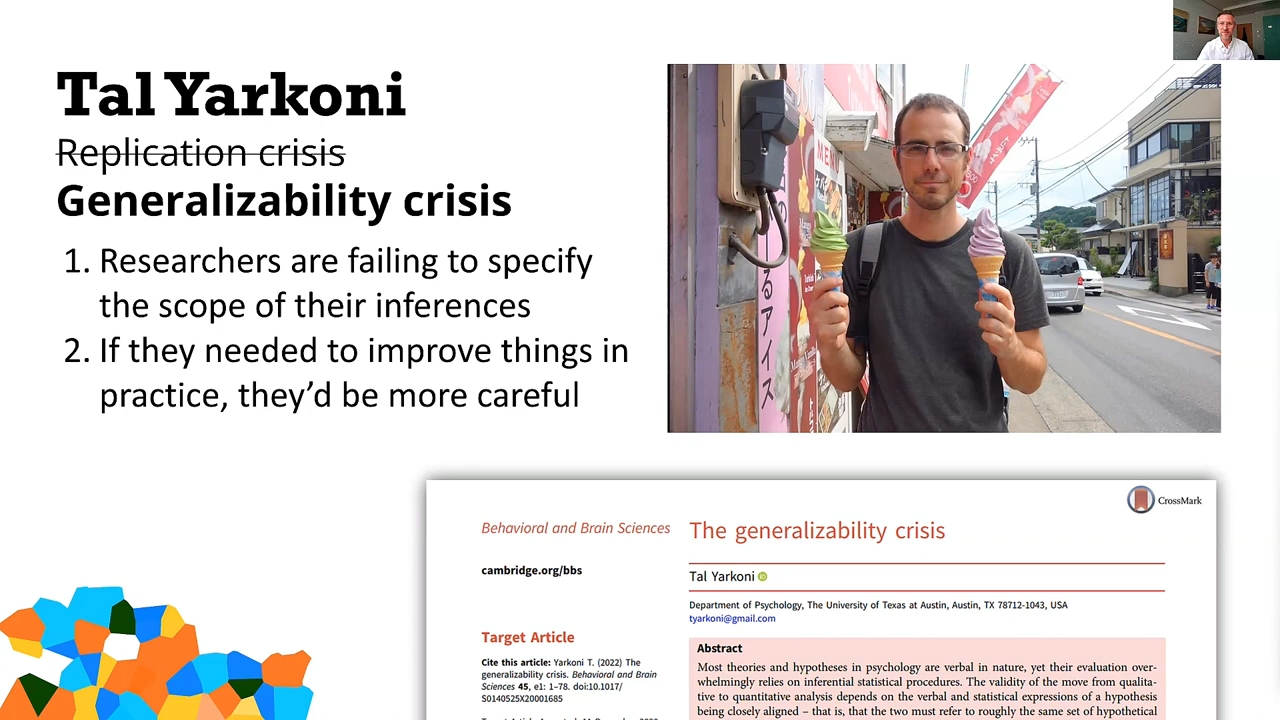 Tal Yarkoni
Replication crisis
Generalizability crisis
1. Researchers are failing to specify
the scope of their inferences
2. If they needed to improve things in
practice, they’d be more careful
MENU
るアイス
CrossMark
Behavioral and Brain Sciences
The generalizability crisis
cambridge.org/bbs
Tal Yarkoni
Department of Psychology, The University of Texas at Austin, Austin, TX 78712-1043, USA
tyarkoni@gmail.com
Target Article
Cite this article: Yarkoni T. (2022) The
generalizability crisis. Behavioral and Brain
Sciences 45, e1: 1–78. doi:10.1017/
S0140525X20001685
Abstract
Most theories and hypotheses in psychology are verbal in nature, yet their evaluation over-
whelmingly relies on inferential statistical procedures. The validity of the move from qualita-
tive to quantitative analysis depends on the verbal and statistical expressions of a hypothesis
being closely aligned – that is, that the two must refer to roughly the same set of hypothetical